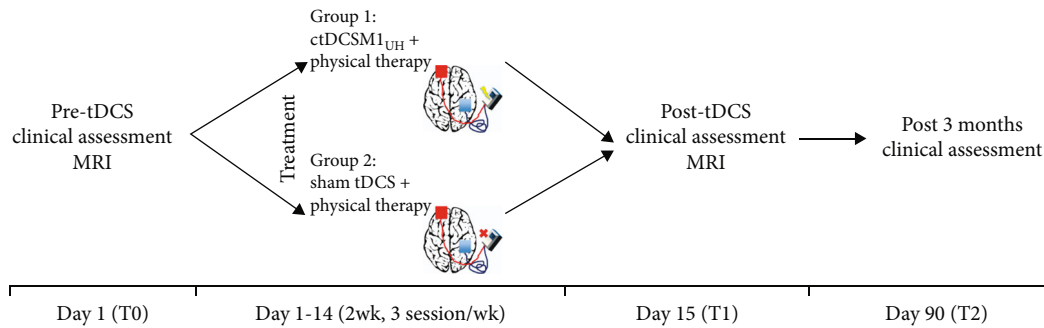 Pre-tDCS
clinical assessment
MRI
Treatment
Group 1:
ctDCSM1UH +
physical therapy
Group 2:
sham tDCS +
physical therapy
Post-tDCS
clinical assessment
MRI
Post 3 months
clinical assessment
Day 1 (T0)
Day 1-14 (2wk, 3 session/wk)
Day 15 (T1)
Day 90 (T2)